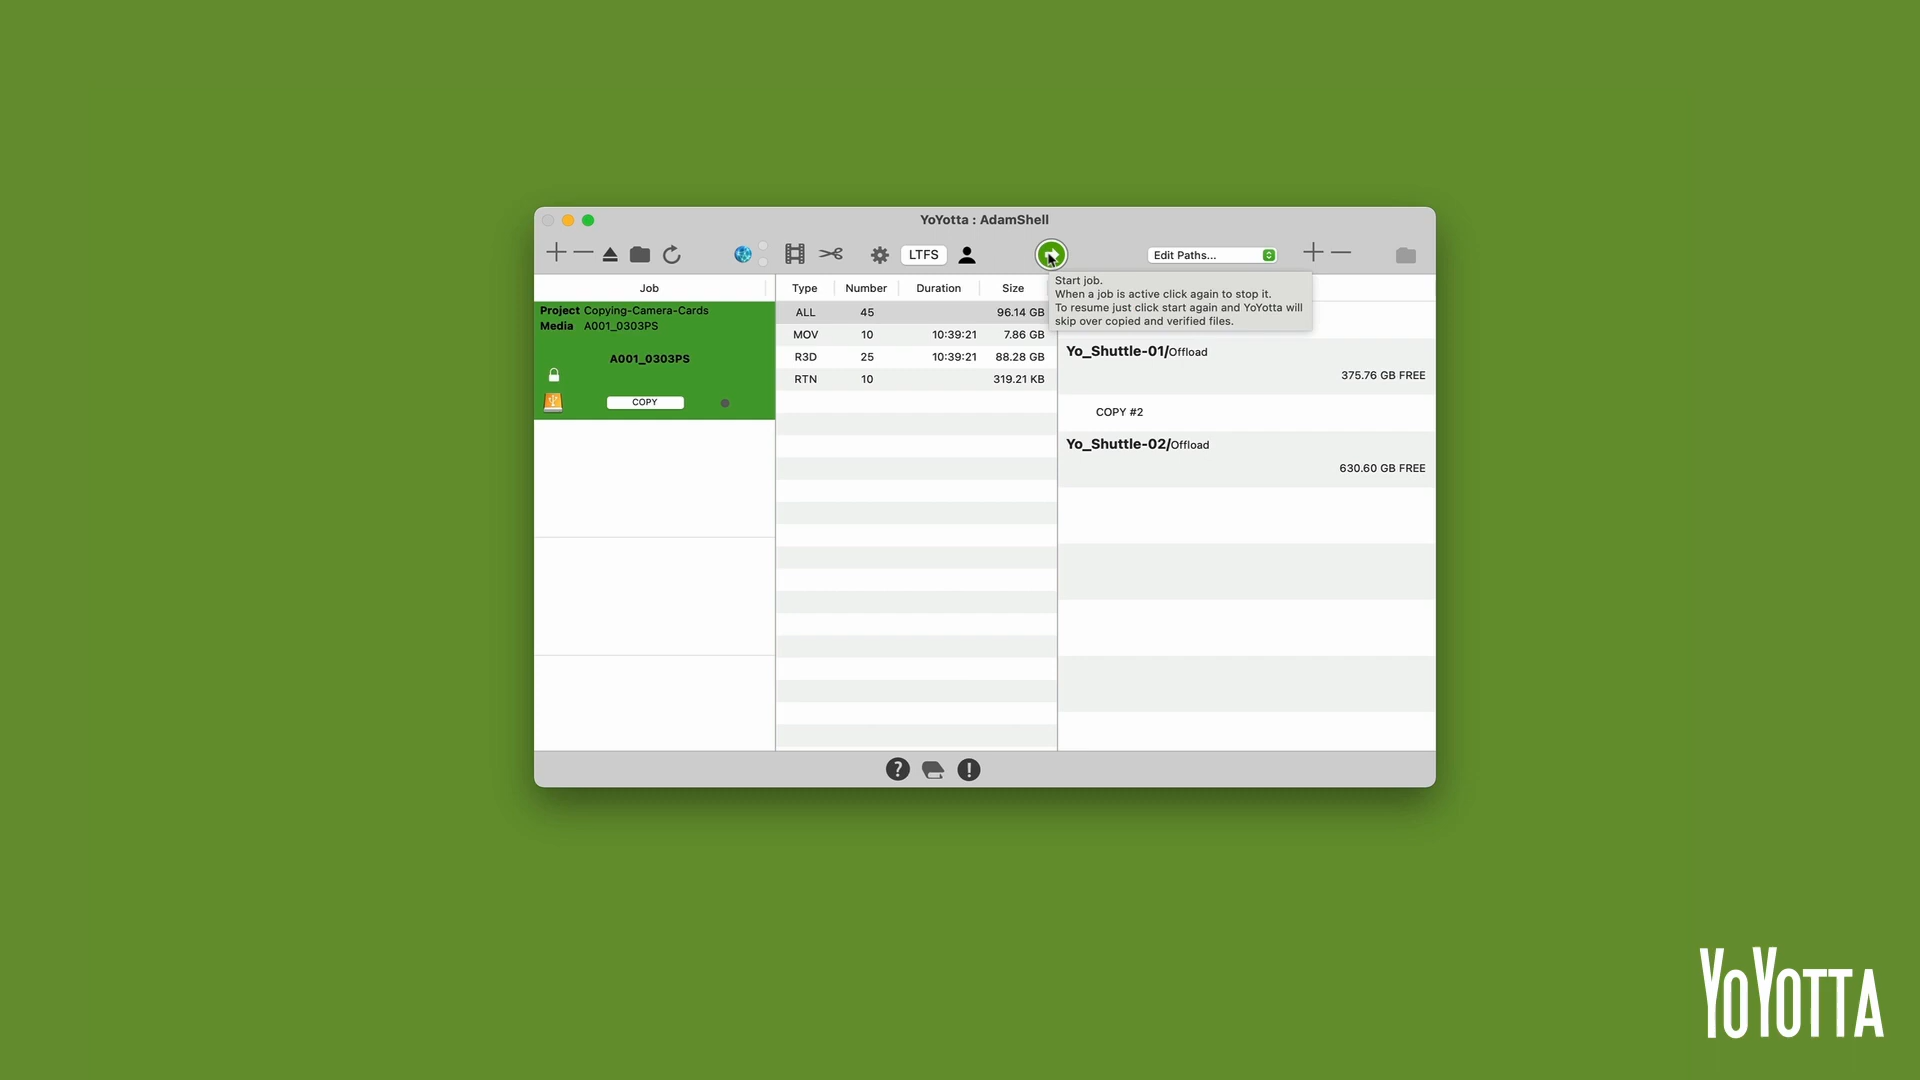 YoYotta : AdamShell
LTFS
Edit Paths...
Job
Type Number Duration Size
Start job.
When a job is active click again to stop it.
To resume just click start again and YoYotta will
skip over copied and verified files.
Project Copying-Camera-Cards
Media A001_0303PS
A001_0303PS
COPY
ALL 45 96.14 GB
MOV 10 10:39:21 7.86 GB
R3D 25 10:39:21 88.28 GB
RTN 10 319.21 KB
Yo_Shuttle-01/Offload
375.76 GB FREE
COPY #2
Yo_Shuttle-02/Offload
630.60 GB FREE
?
!
YOYOTTA